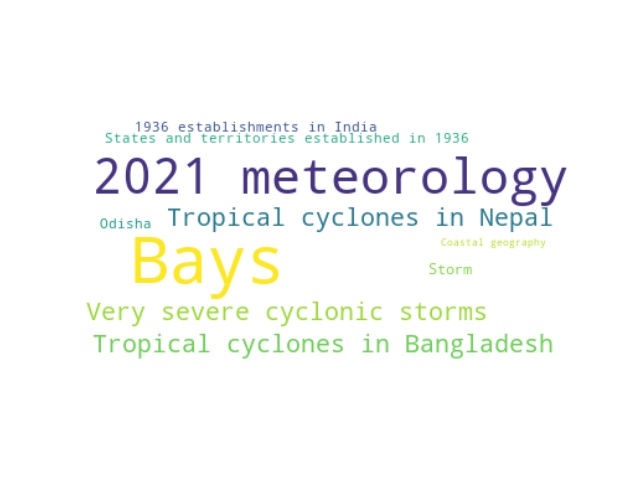 1936 establishments in India
States and territories established in 1936
2021 meteorology
Odisha
Tropical cyclones in Nepal
Bays
Coastal geography
Storm
Very severe cyclonic storms
Tropical cyclones in Bangladesh